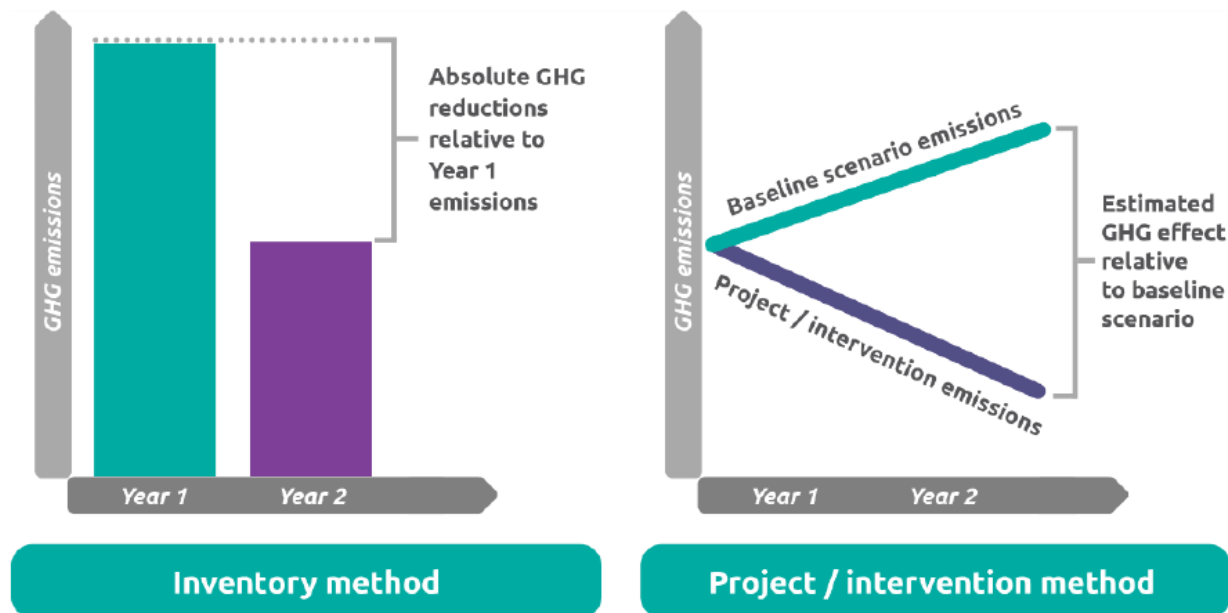 GHG emissions
Absolute GHG
reductions
relative to
Year 1
emissions
Year 1
Year 2
Inventory method
GHG emissions
Baseline scenario emissions
Project / intervention emissions
Estimated
GHG effect
relative
to baseline
scenario
Year 1
Year 2
Project / intervention method